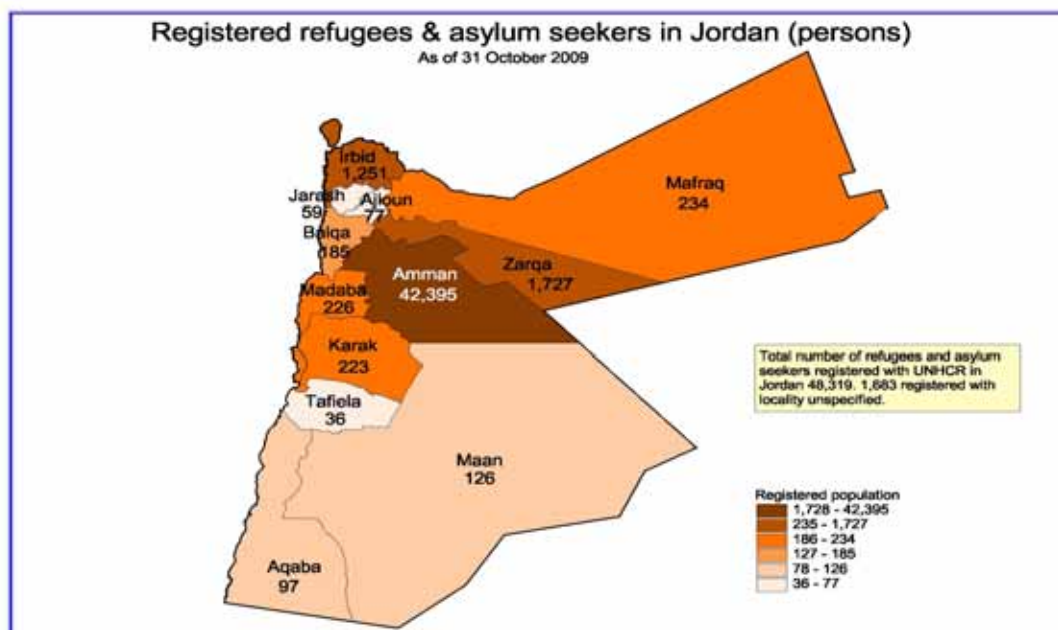 Registered refugees & asylum seekers in Jordan (persons)
As of 31 October 2009
Irbid
1,251
Mafraq
234
Jarash
59
Ajloun
77
Balqa
185
Amman
42,395
Zarqa
1,727
Madaba
226
Karak
223
Tafiela
36
Maan
126
Aqaba
97
Total number of refugees and asylum
seekers registered with UNHCR in
Jordan 48,319. 1,683 registered with
locality unspecified.
Registered population
1,728 - 42,395
235 - 1,727
186 - 234
127 - 185
78 - 126
36 - 77